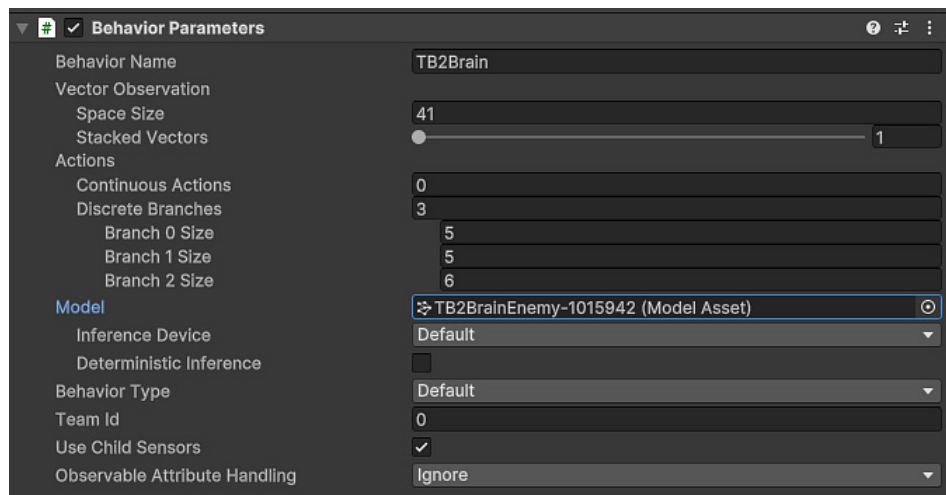 # Behavior Parameters
Behavior Name TB2Brain
Vector Observation
Space Size 41
Stacked Vectors 1
Actions
Continuous Actions 0
Discrete Branches 3
Branch 0 Size 5
Branch 1 Size 5
Branch 2 Size 6
Model TB2BrainEnemy-1015942 (Model Asset)
Inference Device Default
Deterministic Inference
Behavior Type Default
Team Id 0
Use Child Sensors
Observable Attribute Handling Ignore